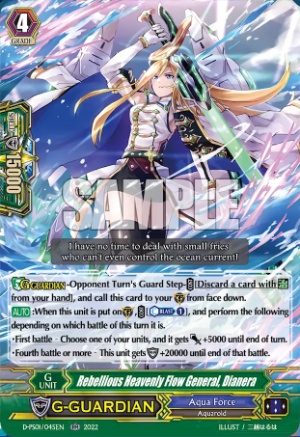 4
G REACH
15000
SAMPLE
I have no time to deal with small fries
who can't even control the ocean current!
G GUARDIAN -Opponent Turn's Guard Step- [Discard a card with
from your hand], and call this card to your from face down.
AUTO :When this unit is put on , [ BLAST 1 ], and perform the following
depending on which battle of this turn it is.
·First battle - Choose one of your units, and it gets +5000 until end of turn.
·Fourth battle or more - This unit gets +20000 until end of that battle.
G
UNIT
Rebellious Heavenly Flow General, Dianera
G-GUARDIAN
Aqua Force
Aquaroid
D-PS01/045EN RR 2022
ILLUST /